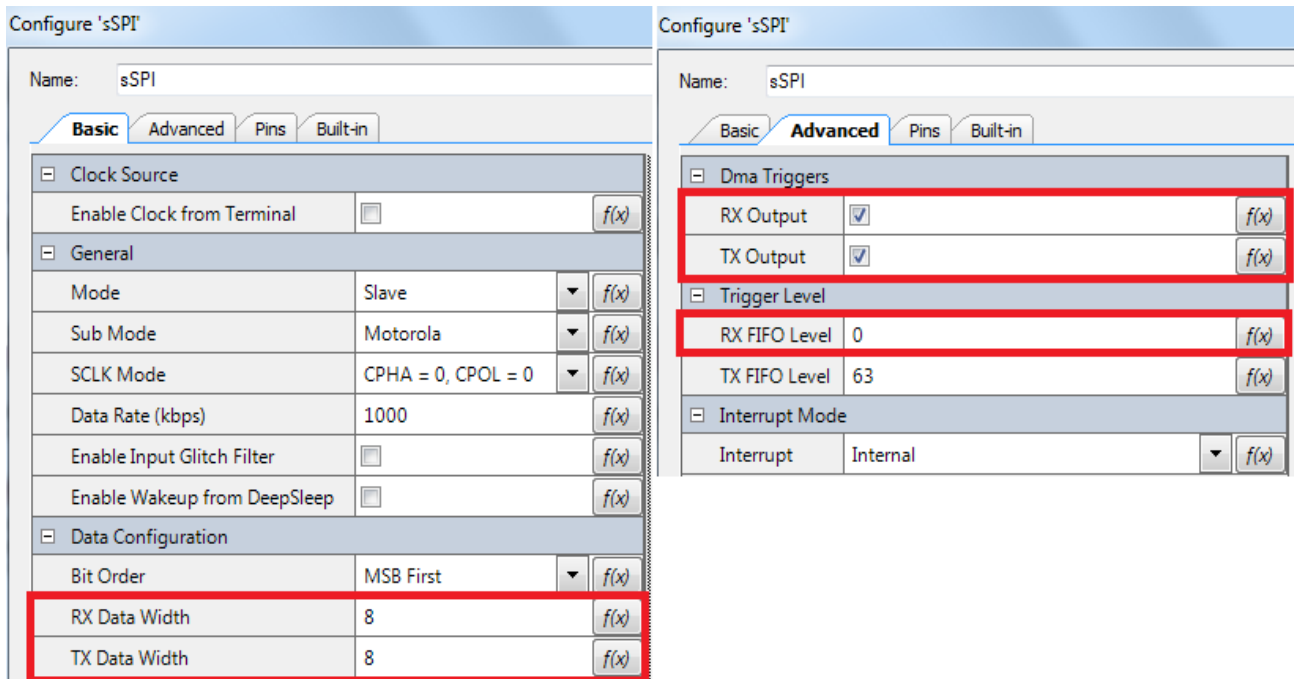 Configure 'sSPI'
Name: sSPI
Basic Advanced Pins Built-in
Clock Source
Enable Clock from Terminal f(x)
General
Mode Slave f(x)
Sub Mode Motorola f(x)
SCLK Mode CPHA = 0, CPOL = 0 f(x)
Data Rate (kbps) 1000 f(x)
Enable Input Glitch Filter f(x)
Enable Wakeup from DeepSleep f(x)
Data Configuration
Bit Order MSB First f(x)
RX Data Width 8 f(x)
TX Data Width 8 f(x)
Configure 'sSPI'
Name: sSPI
Basic Advanced Pins Built-in
Dma Triggers
RX Output f(x)
TX Output f(x)
Trigger Level
RX FIFO Level 0 f(x)
TX FIFO Level 63 f(x)
Interrupt Mode
Interrupt Internal f(x)